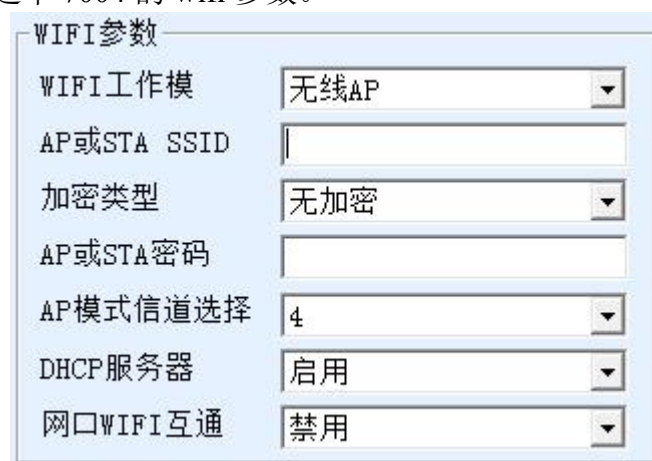 WIFI参数
WIFI工作模 无线AP
AP或STA SSID
加密类型 无加密
AP或STA密码
AP模式信道选择 4
DHCP服务器 启用
网口WIFI互通 禁用